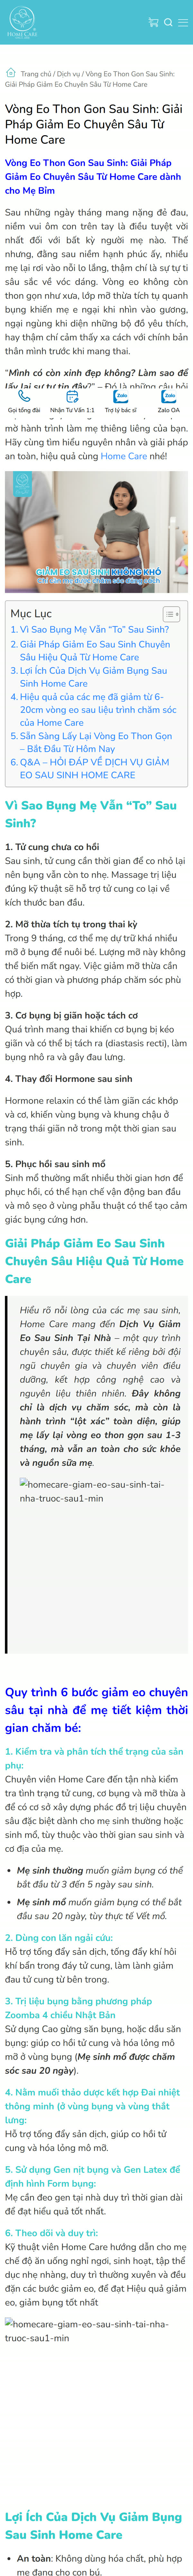 HOME CARE
Trang chủ / Dịch vụ / Vòng Eo Thon Gọn Sau Sinh:
Giải Pháp Giảm Eo Chuyên Sâu Từ Home Care
Vòng Eo Thon Gọn Sau Sinh: Giải
Pháp Giảm Eo Chuyên Sâu Từ
Home Care
Vòng Eo Thon Gọn Sau Sinh: Giải Pháp
Giảm Eo Chuyên Sâu Từ Home Care dành
cho Mẹ Bỉm
Sau những ngày tháng mang nặng đẻ đau,
niềm vui ôm con trên tay là điều tuyệt vời
nhất đối với bất kỳ người mẹ nào. Thế
nhưng, đằng sau niềm hạnh phúc ấy, nhiều
mẹ lại rơi vào nỗi lo lắng, thậm chí là tự ti
sâu sắc về vóc dáng. Vòng eo không còn
thon gọn như xưa, lớp mỡ thừa tích tụ quanh
bụng khiến mẹ e ngại khi nhìn vào gương,
ngại ngùng khi diện những bộ đồ yêu thích,
và thậm chí cảm thấy xa cách với chính bản
thân mình trước khi mang thai.
“Mình có còn xinh đẹp không? Làm sao để
lấy lại sự tự tin đây?” – Đó là những câu hỏi
Gọi tổng đài
Nhận Tư Vấn 1:1
Zalo
Trợ lý bác sĩ
Zalo
Zalo OA
bộ hành trình làm mẹ thiêng liêng của bạn.
Hãy cùng tìm hiểu nguyên nhân và giải pháp
an toàn, hiệu quả cùng Home Care nhé!
GIẢM EO SAU SINH KHÔNG KHÓ
Mục Lục
1. Vì Sao Bụng Mẹ Vẫn “To” Sau Sinh?
2. Giải Pháp Giảm Eo Sau Sinh Chuyên
Sâu Hiệu Quả Từ Home Care
3. Lợi Ích Của Dịch Vụ Giảm Bụng Sau
Sinh Home Care
4. Hiệu quả của các mẹ đã giảm từ 6-
20cm vòng eo sau liệu trình chăm sóc
của Home Care
5. Sẵn Sàng Lấy Lại Vòng Eo Thon Gọn
– Bắt Đầu Từ Hôm Nay
6. Q&A – HỎI ĐÁP VỀ DỊCH VỤ GIẢM
EO SAU SINH HOME CARE
Vì Sao Bụng Mẹ Vẫn “To” Sau
Sinh?
1. Tử cung chưa co hồi
Sau sinh, tử cung cần thời gian để co nhỏ lại
nên bụng vẫn còn to nhẹ. Massage trị liệu
đúng kỹ thuật sẽ hỗ trợ tử cung co lại về
kích thước ban đầu.
2. Mỡ thừa tích tụ trong thai kỳ
Trong 9 tháng, cơ thể mẹ dự trữ khá nhiều
mỡ ở bụng để nuôi bé. Lượng mỡ này không
thể biến mất ngay. Việc giảm mỡ thừa cần
có thời gian và phương pháp chăm sóc phù
hợp.
3. Cơ bụng bị giãn hoặc tách cơ
Quá trình mang thai khiến cơ bụng bị kéo
giãn và có thể bị tách ra (diastasis recti), làm
bụng nhô ra và gây đau lưng.
4. Thay đổi Hormone sau sinh
Hormone relaxin có thể làm giãn các khớp
và cơ, khiến vùng bụng và khung chậu ở
trạng thái giãn nở trong một thời gian sau
sinh.
5. Phục hồi sau sinh mổ
Sinh mổ thường mất nhiều thời gian hơn để
phục hồi, có thể hạn chế vận động ban đầu
và mô sẹo ở vùng phẫu thuật có thể tạo cảm
giác bụng cứng hơn.
Giải Pháp Giảm Eo Sau Sinh
Chuyên Sâu Hiệu Quả Từ Home
Care
Hiểu rõ nỗi lòng của các mẹ sau sinh,
Home Care mang đến Dịch Vụ Giảm
Eo Sau Sinh Tại Nhà – một quy trình
chuyên sâu, được thiết kế riêng bởi đội
ngũ chuyên gia và chuyên viên điều
dưỡng, kết hợp công nghệ cao và
nguyên liệu thiên nhiên. Đây không
chỉ là dịch vụ chăm sóc, mà còn là
hành trình “lột xác” toàn diện, giúp
mẹ lấy lại vòng eo thon gọn sau 1-3
tháng, mà vẫn an toàn cho sức khỏe
và nguồn sữa mẹ.
homecare-giam-eo-sau-sinh-tai-
nha-truoc-sau1-min
Quy trình 6 bước giảm eo chuyên
sâu tại nhà để mẹ tiết kiệm thời
gian chăm bé:
1. Kiểm tra và phân tích thể trạng của sản
phụ:
Chuyên viên Home Care đến tận nhà kiểm
tra tình trạng tử cung, cơ bụng và mỡ thừa à
để có cơ sở xây dựng phác đồ trị liệu chuyên
sâu đặc biệt dành cho mẹ sinh thường hoặc
sinh mổ, tùy thuộc vào thời gian sau sinh và
cơ địa của mẹ.
• Mẹ sinh thường muốn giảm bụng có thể
bắt đầu từ 3 đến 5 ngày sau sinh.
• Mẹ sinh mổ muốn giảm bụng có thể bắt
đầu sau 20 ngày, tùy thực tế Vết mổ.
2. Dùng con lăn ngải cứu:
Hỗ trợ tống đẩy sản dịch, tống đẩy khí hôi
khí bẩn trong đáy tử cung, làm lành giảm
đau tử cung từ bên trong.
3. Trị liệu bụng bằng phương pháp
Zoomba 4 chiều Nhật Bản
Sử dụng Cao gừng săn bụng, hoặc dầu săn
bụng: giúp co hồi tử cung và hóa lỏng mô
mỡ ở vùng bụng (Mẹ sinh mổ được chăm
sóc sau 20 ngày).
4. Nằm muối thảo dược kết hợp Đai nhiệt
thông minh (ở vùng bụng và vùng thắt
lưng:
Hỗ trợ tống đẩy sản dịch, giúp co hồi tử
cung và hóa lỏng mô mỡ.
5. Sử dụng Gen nịt bụng và Gen Latex để
định hình Form bụng:
Mẹ cần đeo gen tại nhà duy trì thời gian dài
để đạt hiệu quả tốt nhất.
6. Theo dõi và duy trì:
Kỹ thuật viên Home Care hướng dẫn cho mẹ
chế độ ăn uống nghỉ ngơi, sinh hoạt, tập thể
dục nhẹ nhàng, duy trì thường xuyên và đều
đặn các bước giảm eo, để đạt Hiệu quả giảm
eo, giảm bụng tốt nhất
homecare-giam-eo-sau-sinh-tai-nha-
truoc-sau1-min
Lợi Ích Của Dịch Vụ Giảm Bụng
Sau Sinh Home Care
• An toàn: Không dùng hóa chất, phù hợp
mẹ đang cho con bú.